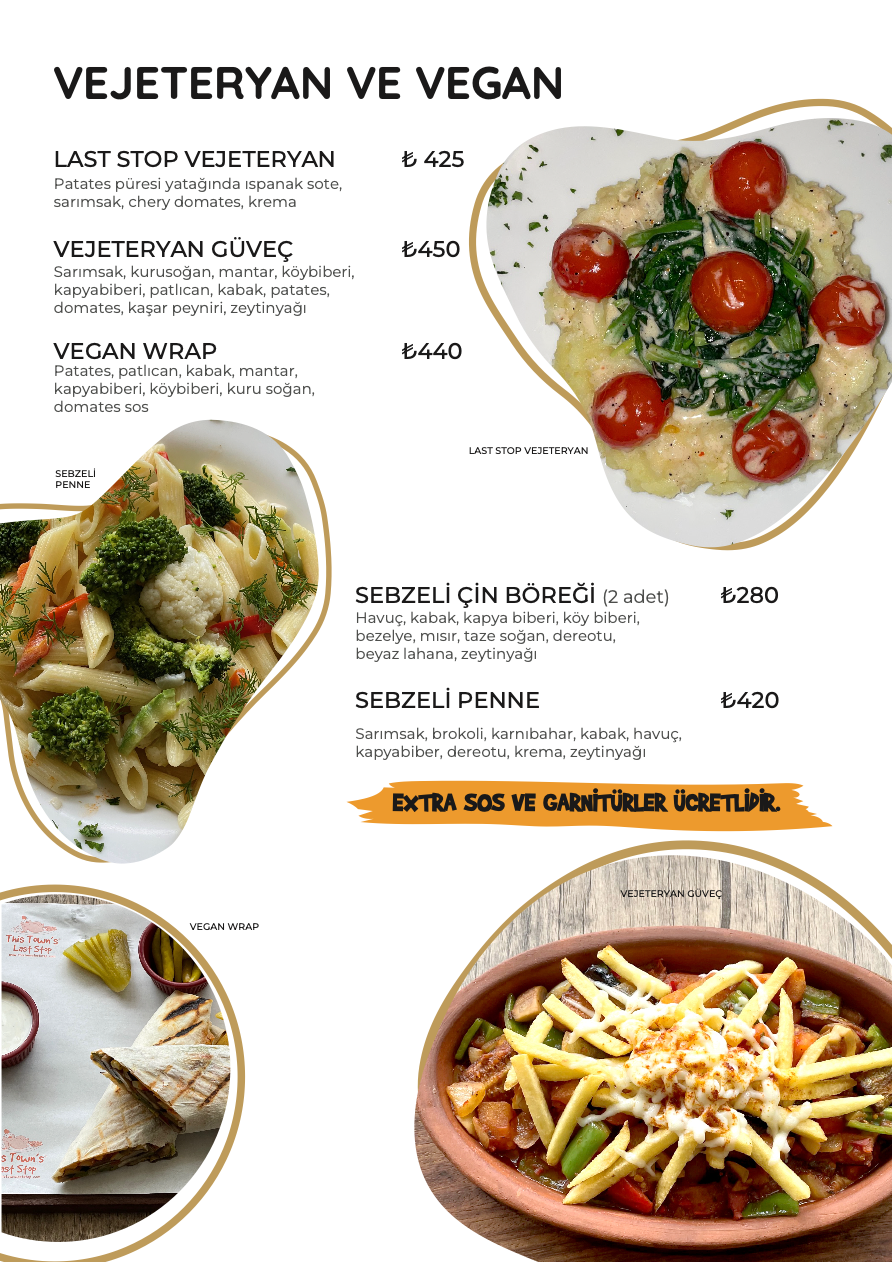 VEJETERYAN VE VEGAN
LAST STOP VEJETERYAN ₺ 425
Patates püresi yatağında ıspanak sote,
sarımsak, chery domates, krema
VEJETERYAN GÜVEÇ ₺450
Sarımsak, kurusoğan, mantar, köybiberi,
kapyabiberi, patlıcan, kabak, patates,
domates, kaşar peyniri, zeytinyağı
VEGAN WRAP ₺440
Patates, patlıcan, kabak, mantar,
kapyabiberi, köybiberi, kuru soğan,
domates sos
LAST STOP VEJETERYAN
SEBZELİ
PENNE
SEBZELİ ÇİN BÖREĞİ (2 adet) ₺280
Havuç, kabak, kapya biberi, köy biberi,
bezelye, mısır, taze soğan, dereotu,
beyaz lahana, zeytinyağı
SEBZELİ PENNE ₺420
Sarımsak, brokoli, karnıbahar, kabak, havuç,
kapyabiber, dereotu, krema, zeytinyağı
EXTRA SOS VE GARNİTÜRLER ÜCRETLİDİR.
VEJETERYAN GÜVEÇ
VEGAN WRAP
This Town's
Last Stop
s Town's
ast Stop